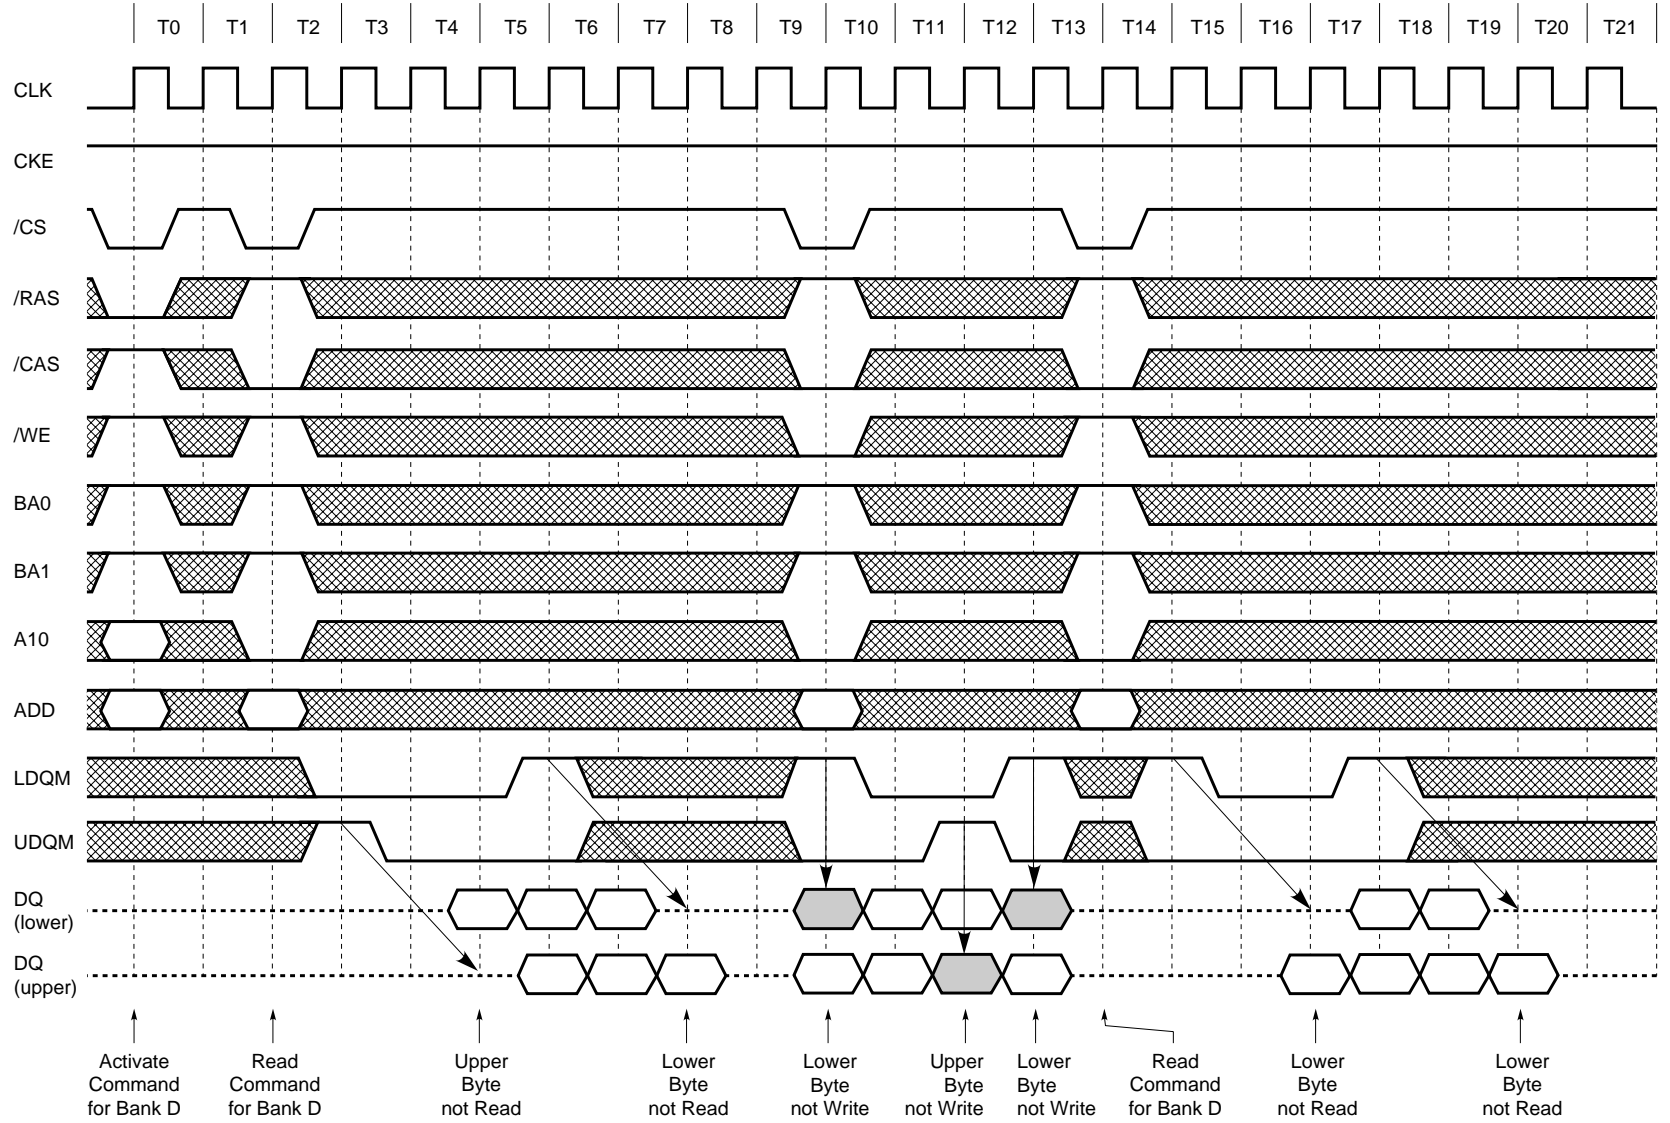 T0 T1 T2 T3 T4 T5 T6 T7 T8 T9 T10 T11 T12 T13 T14 T15 T16 T17 T18 T19 T20 T21
CLK
CKE
/CS
/RAS
/CAS
/WE
BA0
BA1
A10
ADD
LDQM
UDQM
DQ
(lower)
DQ
(upper)
Activate
Command
for Bank D
Read
Command
for Bank D
Upper
Byte
not Read
Lower
Byte
not Read
Lower
Byte
not Write
Upper
Byte
not Write
Lower
Byte
not Write
Read
Command
for Bank D
Lower
Byte
not Read
Lower
Byte
not Read